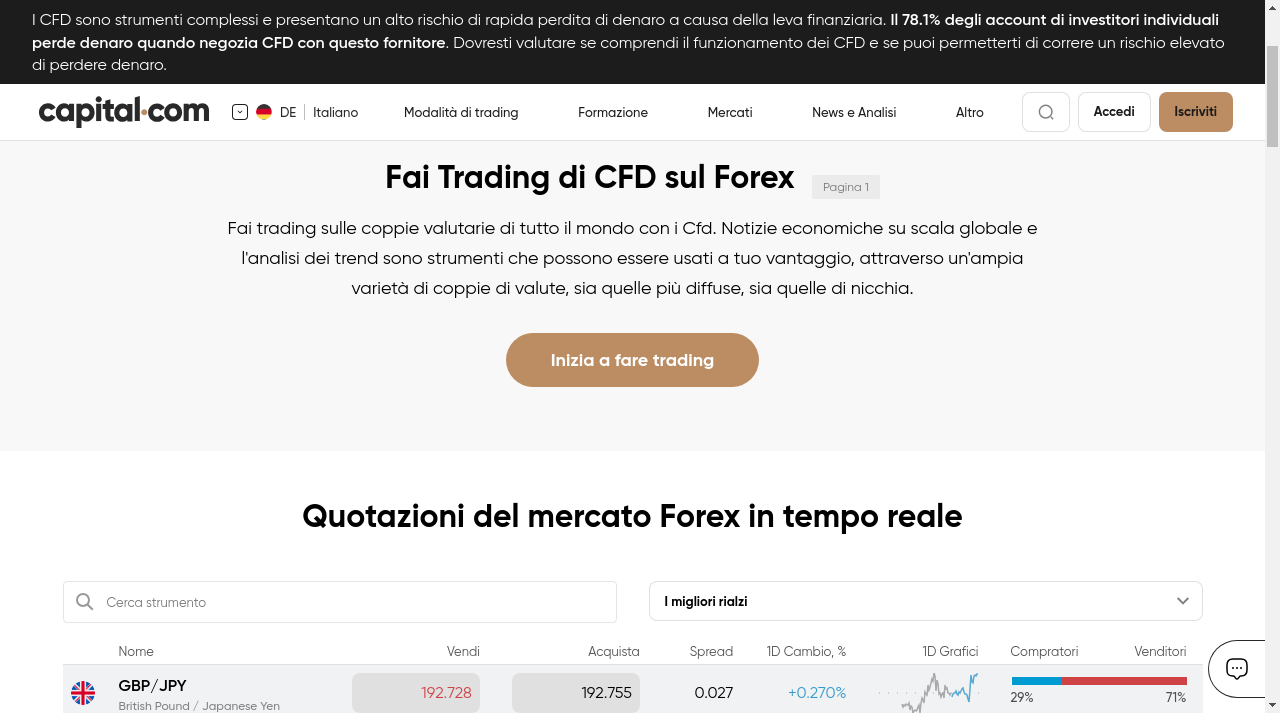 I CFD sono strumenti complessi e presentano un alto rischio di rapida perdita di denaro a causa della leva finanziaria. Il 78.1% degli account di investitori individuali
perde denaro quando negozia CFD con questo fornitore. Dovresti valutare se comprendi il funzionamento dei CFD e se puoi permetterti di correre un rischio elevato
di perdere denaro.
capital.com DE Italiano Modalità di trading Formazione Mercati News e Analisi Altro Accedi Iscriviti
Fai Trading di CFD sul Forex Pagina 1
Fai trading sulle coppie valutarie di tutto il mondo con i Cfd. Notizie economiche su scala globale e
l'analisi dei trend sono strumenti che possono essere usati a tuo vantaggio, attraverso un'ampia
varietà di coppie di valute, sia quelle più diffuse, sia quelle di nicchia.
Inizia a fare trading
Quotazioni del mercato Forex in tempo reale
Cerca strumento I migliori rialzi
Nome Vendi Acquista Spread 1D Cambio, % 1D Grafici Compratori Venditori
GBP/JPY 192.728 192.755 0.027 +0.270%
British Pound / Japanese Yen 29% 71%